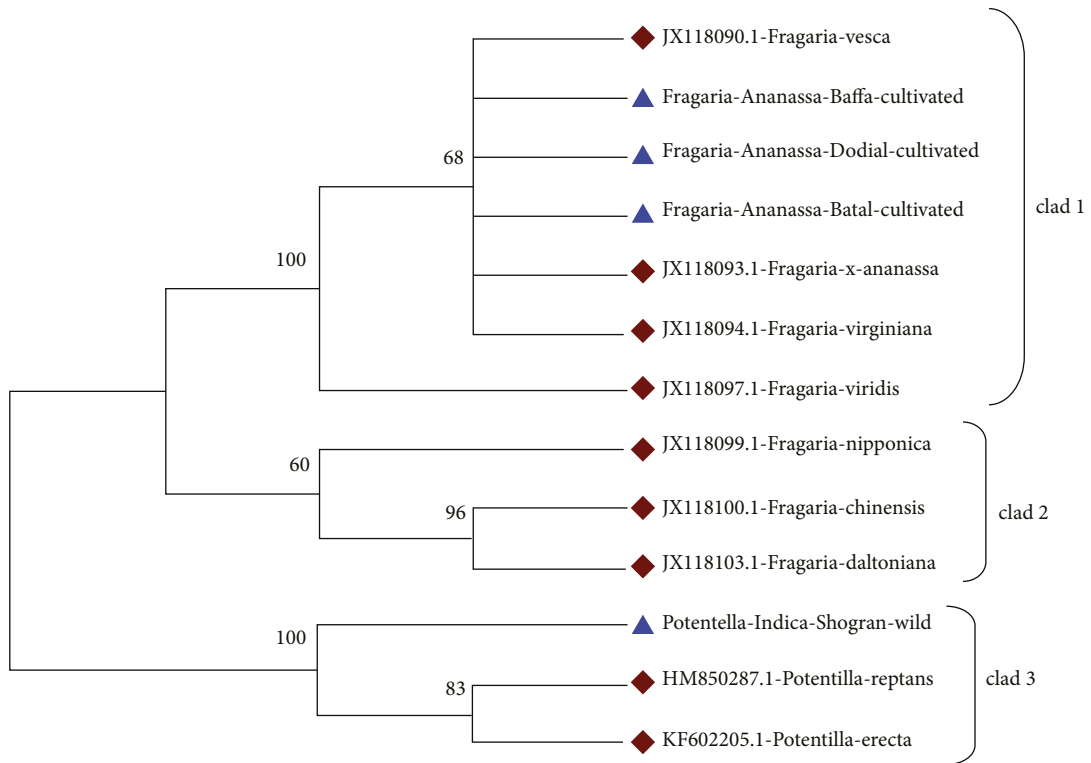 JX118090.1-Fragaria-vesca
Fragaria-Ananassa-Baffa-cultivated
68
Fragaria-Ananassa-Dodial-cultivated
Fragaria-Ananassa-Batal-cultivated
clad 1
100
JX118093.1-Fragaria-x-ananassa
JX118094.1-Fragaria-virginiana
JX118097.1-Fragaria-viridis
JX118099.1-Fragaria-nipponica
60
96
JX118100.1-Fragaria-chinensis
clad 2
JX118103.1-Fragaria-daltoniana
Potentella-Indica-Shogran-wild
100
HM850287.1-Potentilla-reptans
clad 3
83
KF602205.1-Potentilla-erecta